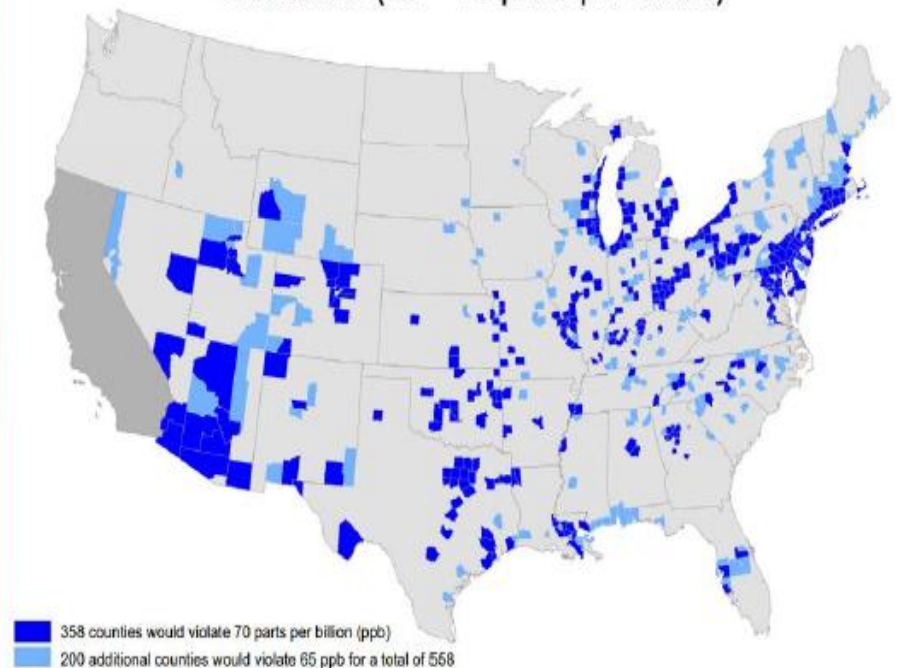 358 counties would violate 70 parts per billion (ppb)
200 additional counties would violate 65 ppb for a total of 558